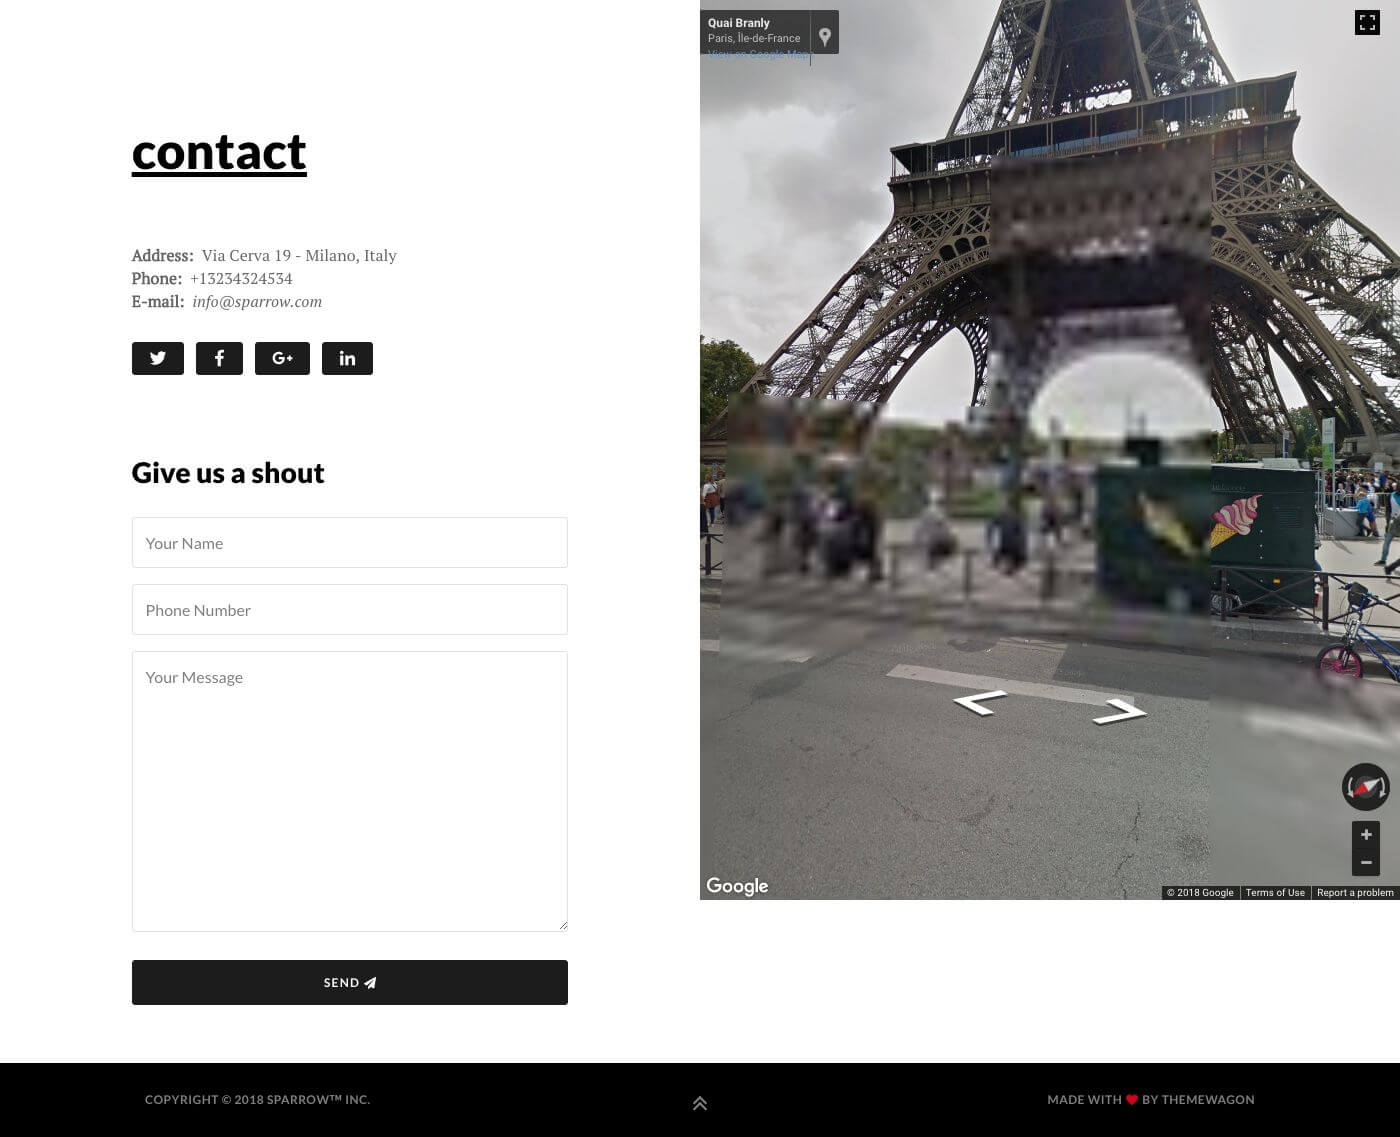 contact
Address: Via Cerva 19 - Milano, Italy
Phone: +13234324534
E-mail: info@sparrow.com
G+
in
Give us a shout
Your Name
Phone Number
Your Message
SEND
Quai Branly
Paris, Île-de-France
View on Google Maps
Google
© 2018 Google
Terms of Use
Report a problem
COPYRIGHT © 2018 SPARROW™ INC.
MADE WITH ❤ BY THEMEWAGON